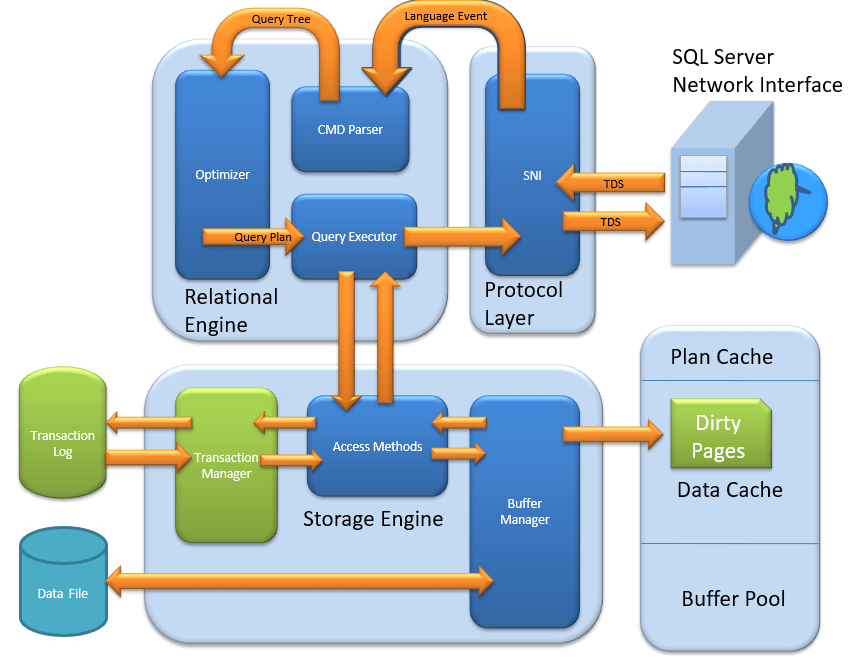 Query Tree
Language Event
SQL Server
Network Interface
CMD Parser
Optimizer
SNI
TDS
TDS
Query Plan
Query Executor
Relational
Engine
Protocol
Layer
Plan Cache
Dirty
Pages
Data Cache
Buffer Pool
Transaction
Log
Transaction
Manager
Access Methods
Storage Engine
Buffer
Manager
Data File